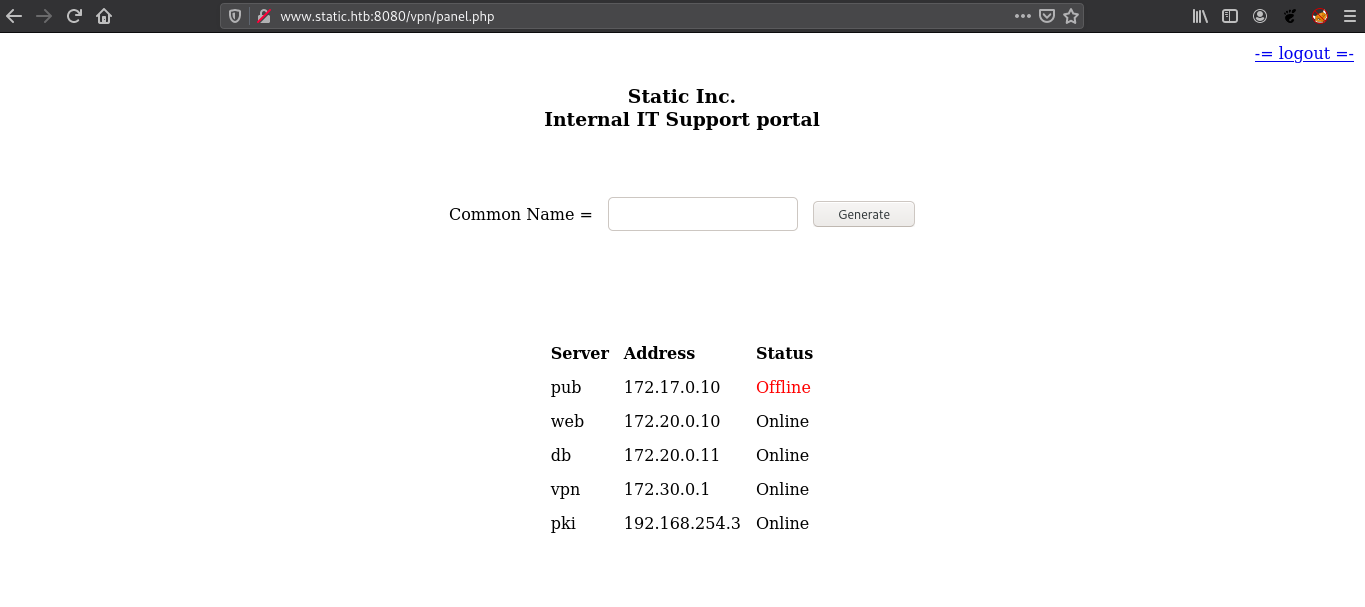 www.static.htb:8080/vpn/panel.php
-= logout =-
Static Inc.
Internal IT Support portal
Common Name =
Generate
Server Address Status
pub 172.17.0.10 Offline
web 172.20.0.10 Online
db 172.20.0.11 Online
vpn 172.30.0.1 Online
pki 192.168.254.3 Online